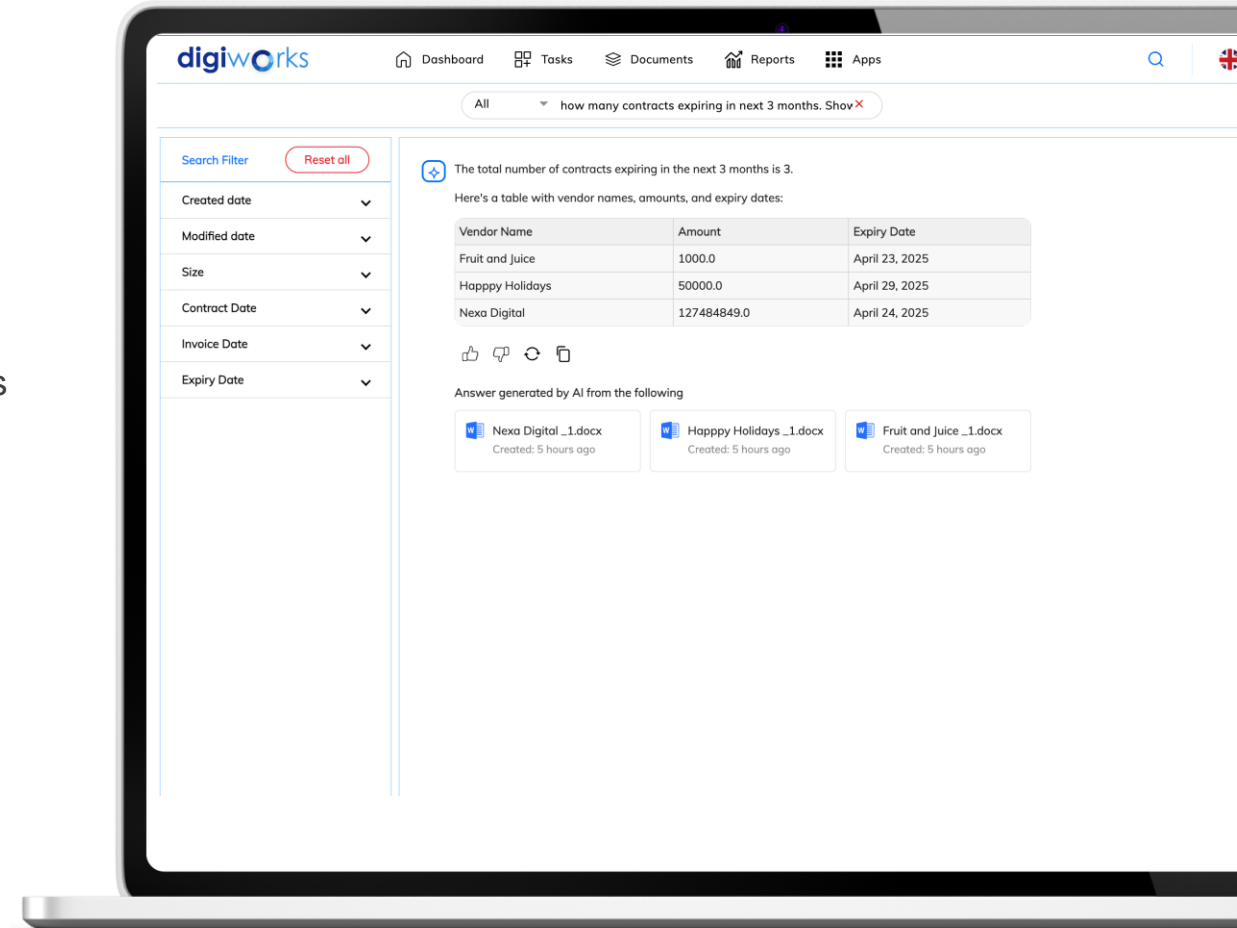 digiworks
Dashboard
Tasks
Documents
Reports
Apps
All
how many contracts expiring in next 3 months. Shov
Search Filter
Reset all
Created date
Modified date
Size
Contract Date
Invoice Date
Expiry Date
The total number of contracts expiring in the next 3 months is 3.
Here's a table with vendor names, amounts, and expiry dates:
Vendor Name Amount Expiry Date
Fruit and Juice 1000.0 April 23, 2025
Happpy Holidays 50000.0 April 29, 2025
Nexa Digital 127484849.0 April 24, 2025
Answer generated by AI from the following
Nexa Digital _1.docx
Created: 5 hours ago
Happpy Holidays _1.docx
Created: 5 hours ago
Fruit and Juice _1.docx
Created: 5 hours ago
s